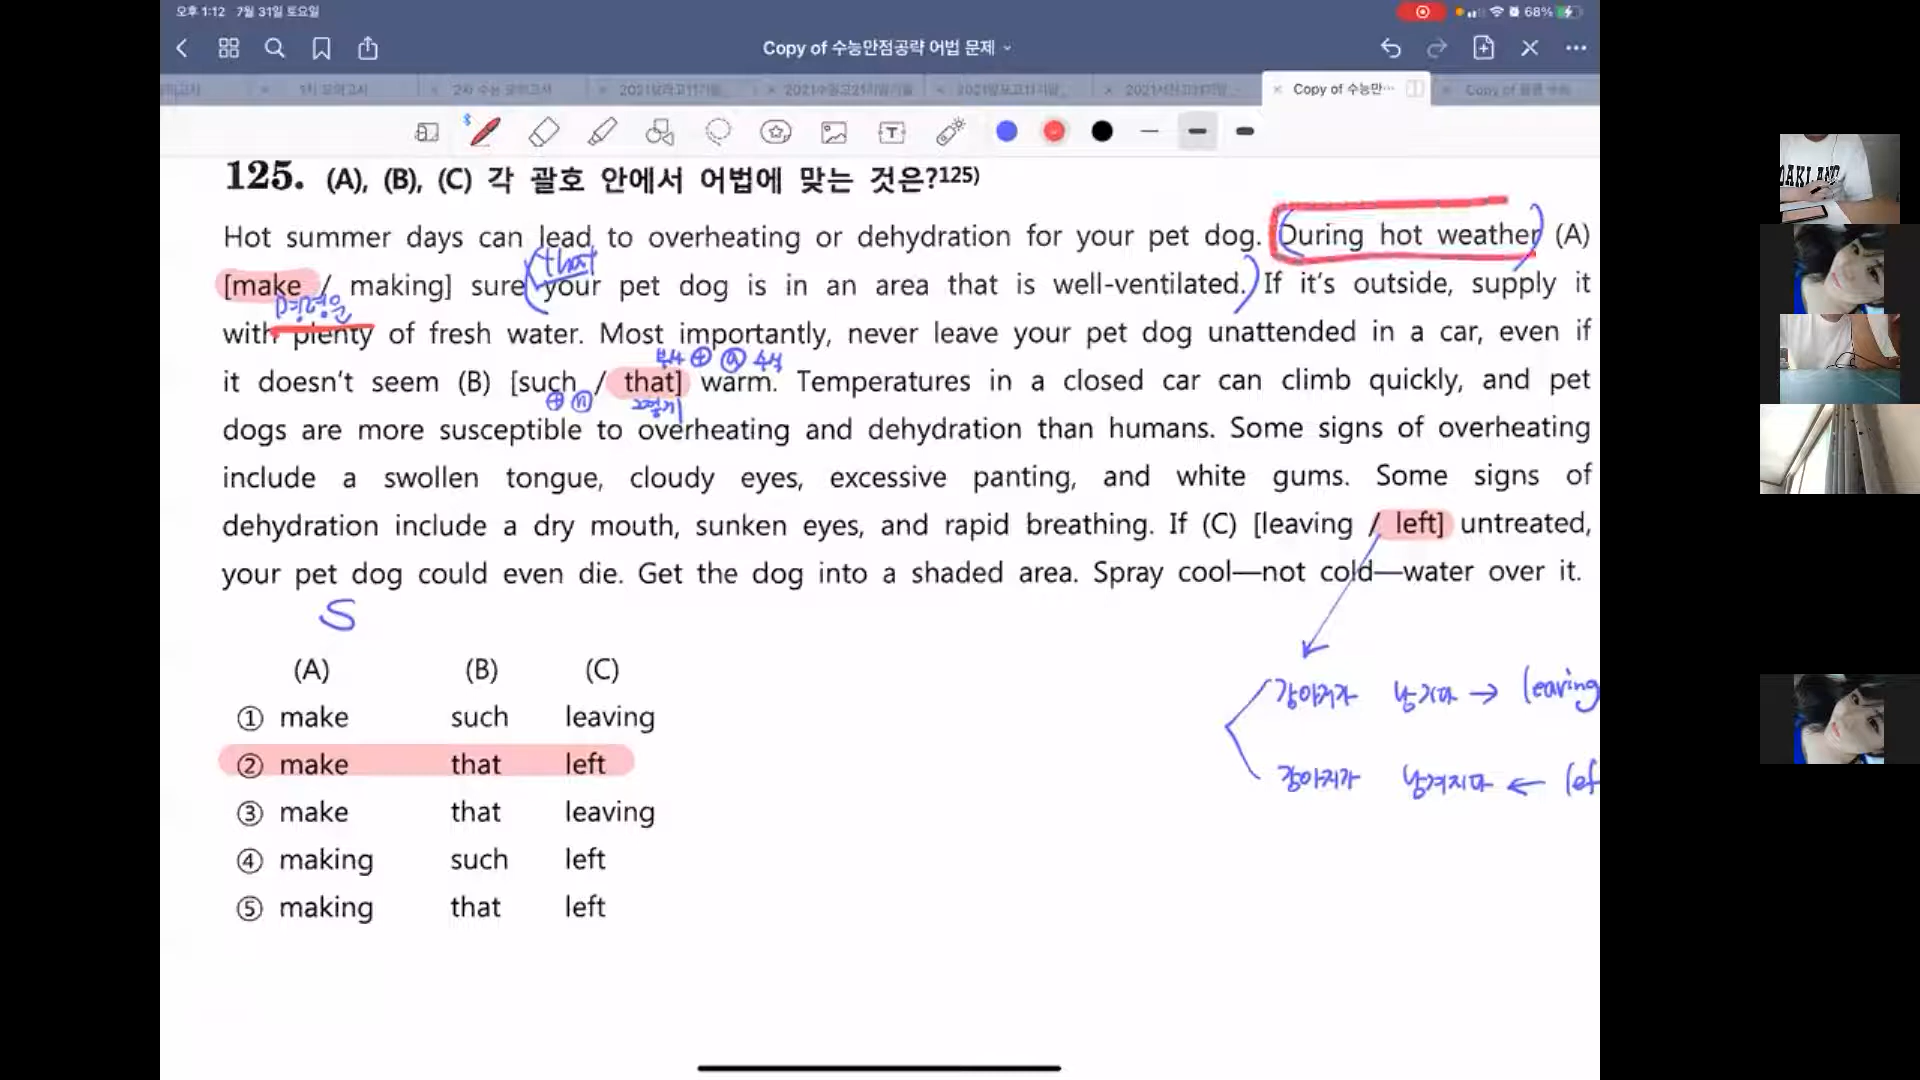 오후 1:12 7월 31일 토요일
68%
Copy of 수능만점공략 어법 문제
Copy of 수능만…
125. (A), (B), (C) 각 괄호 안에서 어법에 맞는 것은?125)
Hot summer days can lead to overheating or dehydration for your pet dog. During hot weather (A)
that
[make / making] sure your pet dog is in an area that is well-ventilated. If it's outside, supply it
명령문
with plenty of fresh water. Most importantly, never leave your pet dog unattended in a car, even if
부사 + ⓐ 수식
it doesn't seem (B) [such / that] warm. Temperatures in a closed car can climb quickly, and pet
+ ⓝ 그렇게
dogs are more susceptible to overheating and dehydration than humans. Some signs of overheating
include a swollen tongue, cloudy eyes, excessive panting, and white gums. Some signs of
dehydration include a dry mouth, sunken eyes, and rapid breathing. If (C) [leaving / left] untreated,
your pet dog could even die. Get the dog into a shaded area. Spray cool—not cold—water over it.
S
(A) (B) (C)
① make such leaving
② make that left
③ make that leaving
④ making such left
⑤ making that left
강아지가 남기다 → leaving
강아지가 남겨지다 ←